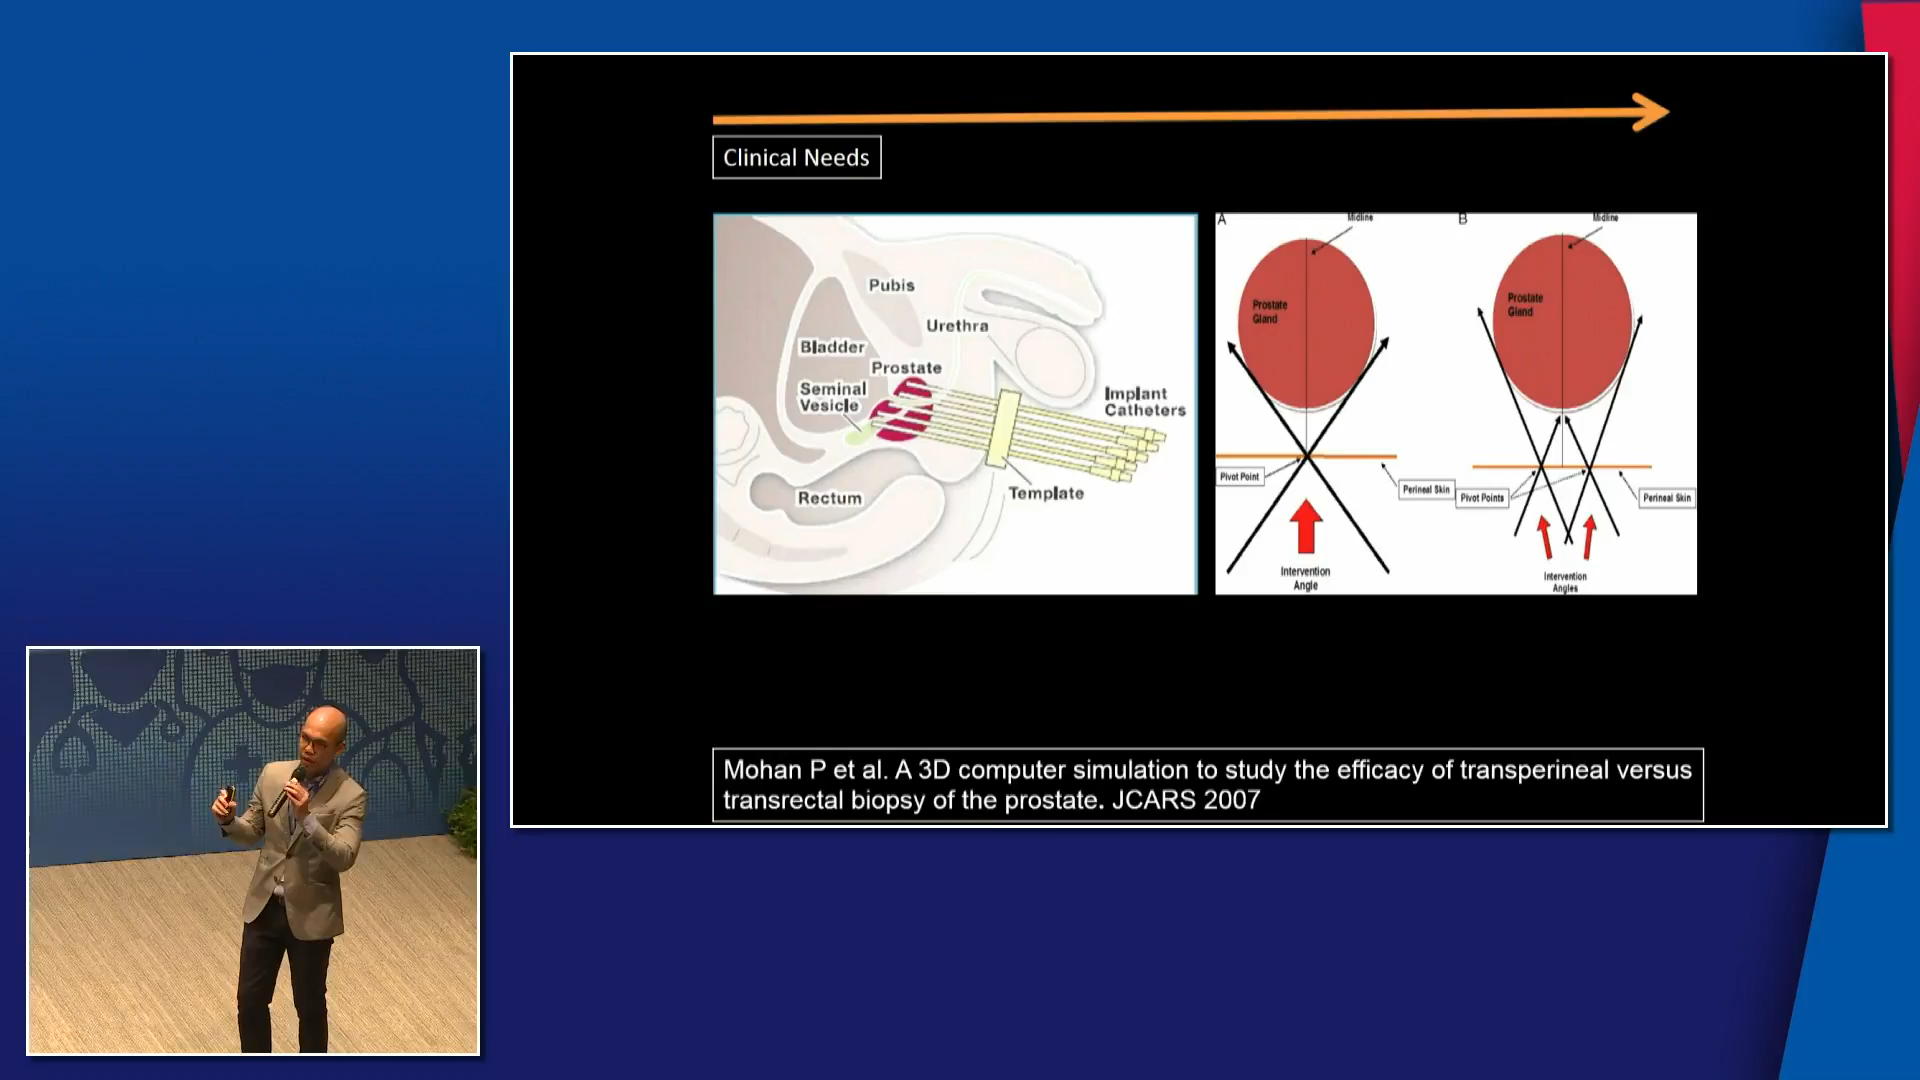 Clinical Needs
Pubis
Urethra
Bladder
Prostate
Seminal
Vesicle
Implant
Catheters
Template
Rectum
A
Midline
Prostate
Gland
Pivot Point
Perineal Skin
Intervention
Angle
B
Midline
Prostate
Gland
Pivot Points
Perineal Skin
Intervention
Angles
Mohan P et al. A 3D computer simulation to study the efficacy of transperineal versus
transrectal biopsy of the prostate. JCARS 2007